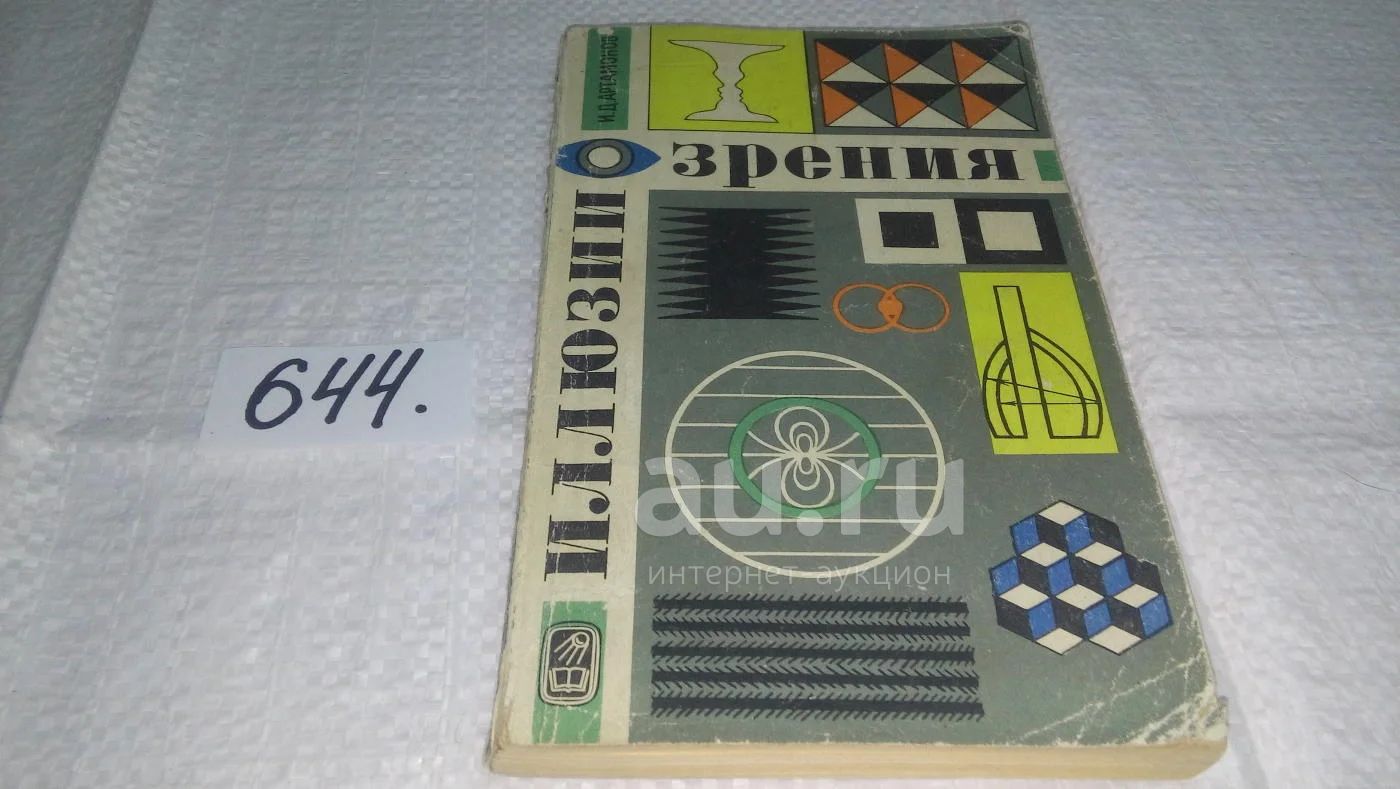 И.Д.АРТАМОНОВ
ИЛЛЮЗИИ
зрения
644.
au.ru
интернет аукцион